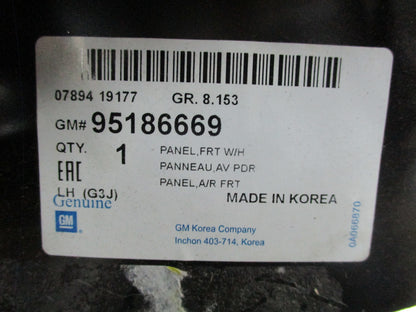 07894 19177 GR. 8.153
GM# 95186669
QTY. 1 PANEL,FRT W/H
EAC PANNEAU,AV PDR
PANEL,A/R FRT
LH (G3J) MADE IN KOREA
Genuine
GM
GM Korea Company
Inchon 403-714, Korea
0A066870